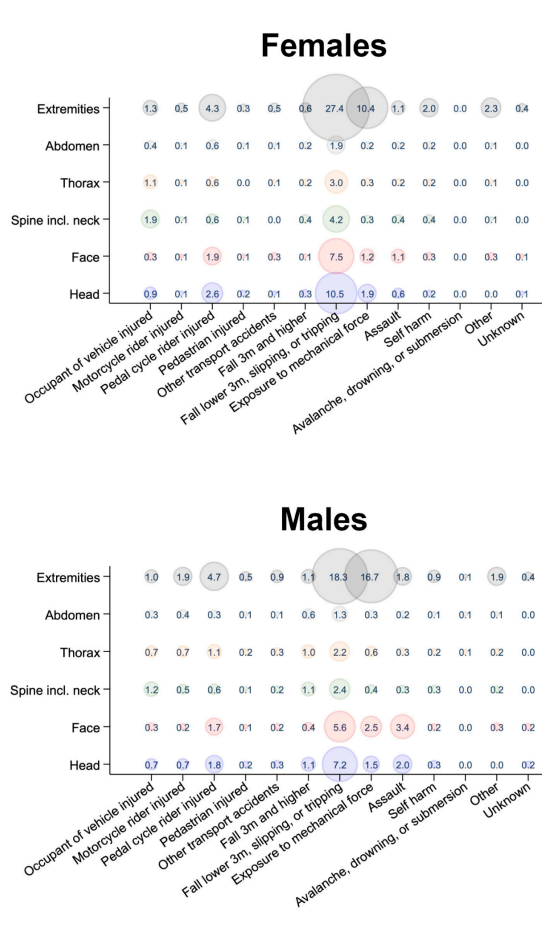 Females
Extremities 1.3 0.5 4.3 0.3 0.5 0.6 27.4 10.4 1.1 2.0 0.0 2.3 0.4
Abdomen 0.4 0.1 0.6 0.1 0.1 0.2 1.9 0.2 0.2 0.2 0.0 0.1 0.0
Thorax 1.1 0.1 0.6 0.0 0.1 0.2 3.0 0.3 0.2 0.2 0.0 0.1 0.0
Spine incl. neck 1.9 0.1 0.6 0.1 0.0 0.4 4.2 0.3 0.4 0.4 0.0 0.1 0.0
Face 0.3 0.1 1.9 0.1 0.3 0.1 7.5 1.2 1.1 0.3 0.0 0.3 0.1
Head 0.9 0.1 2.6 0.2 0.1 0.3 10.5 1.9 0.6 0.2 0.0 0.0 0.1
Occupant of vehicle injured
Motorcycle rider injured
Pedal cycle rider injured
Pedestrian injured
Other transport accidents
Fall 3m and higher
Fall lower 3m, slipping, or tripping
Exposure to mechanical force
Assault
Self harm
Avalanche, drowning, or submersion
Other
Unknown
Males
Extremities 1.0 1.9 4.7 0.5 0.9 1.1 18.3 16.7 1.8 0.9 0.1 1.9 0.4
Abdomen 0.3 0.4 0.3 0.1 0.1 0.6 1.3 0.3 0.2 0.1 0.1 0.1 0.0
Thorax 0.7 0.7 1.1 0.2 0.3 1.0 2.2 0.6 0.3 0.2 0.1 0.2 0.0
Spine incl. neck 1.2 0.5 0.6 0.1 0.2 1.1 2.4 0.4 0.3 0.3 0.0 0.2 0.0
Face 0.3 0.2 1.7 0.1 0.2 0.4 5.6 2.5 3.4 0.2 0.0 0.3 0.2
Head 0.7 0.7 1.8 0.2 0.3 1.1 7.2 1.5 2.0 0.3 0.0 0.0 0.2
Occupant of vehicle injured
Motorcycle rider injured
Pedal cycle rider injured
Pedestrian injured
Other transport accidents
Fall 3m and higher
Fall lower 3m, slipping, or tripping
Exposure to mechanical force
Assault
Self harm
Avalanche, drowning, or submersion
Other
Unknown